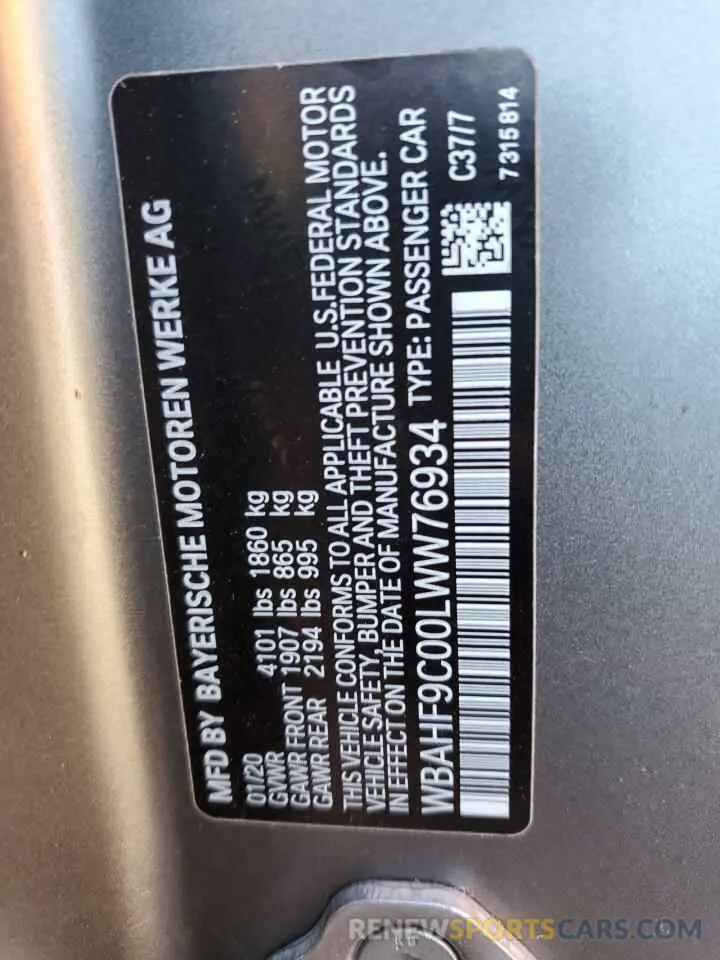 MFD BY BAYERISCHE MOTOREN WERKE AG
01/20
GVWR 4101 lbs 1860 kg
GAWR FRONT 1907 lbs 865 kg
GAWR REAR 2194 lbs 995 kg
THIS VEHICLE CONFORMS TO ALL APPLICABLE U.S. FEDERAL MOTOR
VEHICLE SAFETY, BUMPER AND THEFT PREVENTION STANDARDS
IN EFFECT ON THE DATE OF MANUFACTURE SHOWN ABOVE.
WBAHF9C00LWW76934 TYPE: PASSENGER CAR
C37/7
7315814
RENEWSPORTSCARS.COM